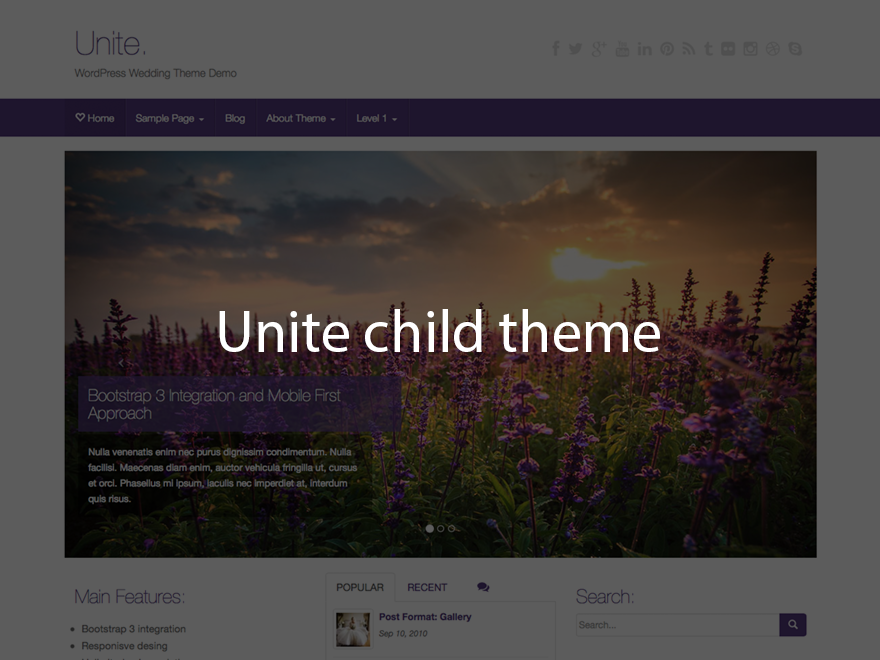 Unite.
WordPress Wedding Theme Demo
Home Sample Page Blog About Theme Level 1
Unite child theme
Bootstrap 3 Integration and Mobile First
Approach
Nulla venenatis enim nec purus dignissim condimentum. Nulla
facilisi. Maecenas diam enim, auctor vehicula fringilla ut, cursus
et orci. Phasellus mi ipsum, iaculis nec imperdiet at, interdum
quis risus.
Main Features:
Bootstrap 3 integration
Responisve desing
POPULAR RECENT
Post Format: Gallery
Sep 10, 2010
Search:
Search...